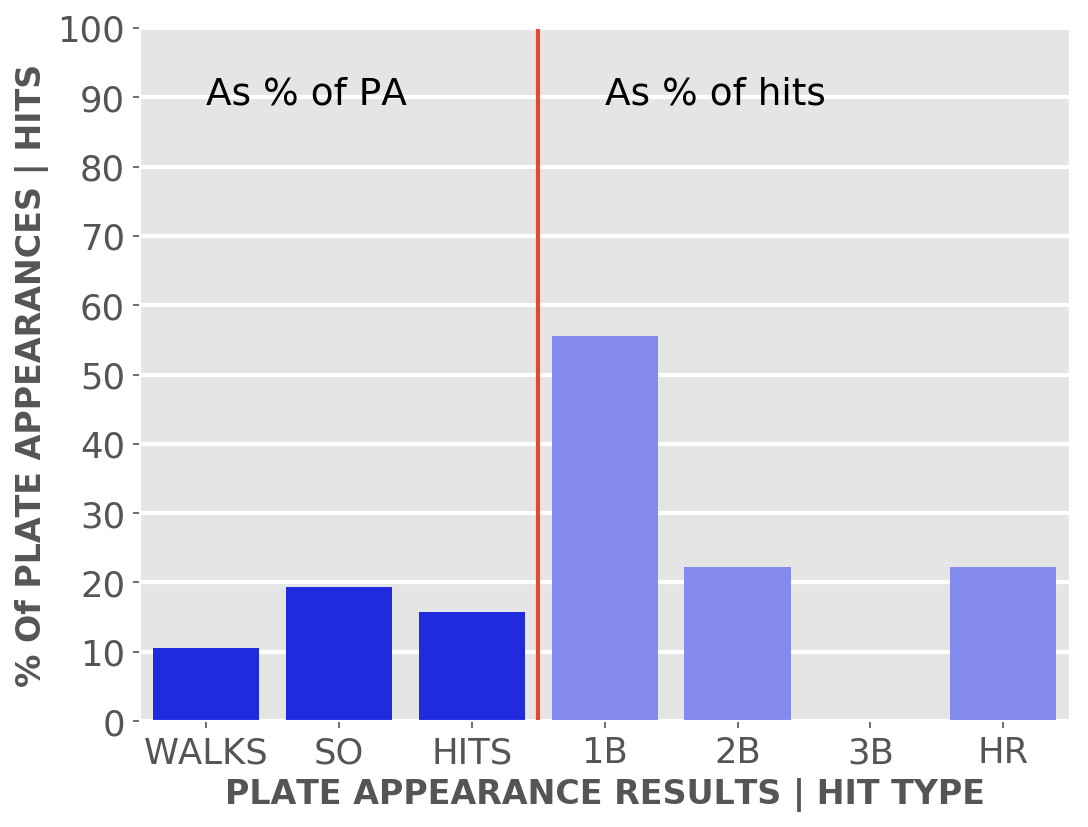 100
90
80
70
60
50
40
30
20
10
0
% Of PLATE APPEARANCES | HITS
As % of PA
As % of hits
WALKS SO HITS 1B 2B 3B HR
PLATE APPEARANCE RESULTS | HIT TYPE